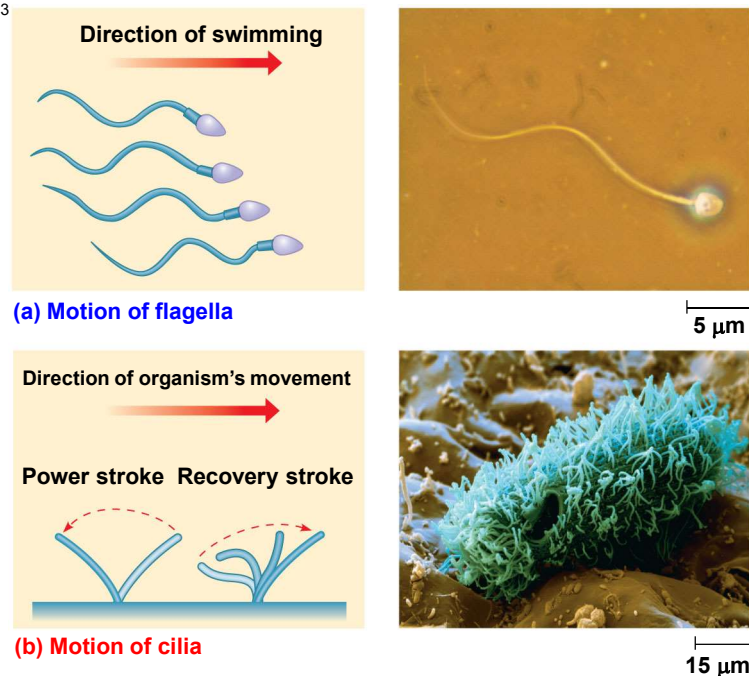 3
Direction of swimming
(a) Motion of flagella
5 μm
Direction of organism’s movement
Power stroke Recovery stroke
(b) Motion of cilia
15 μm